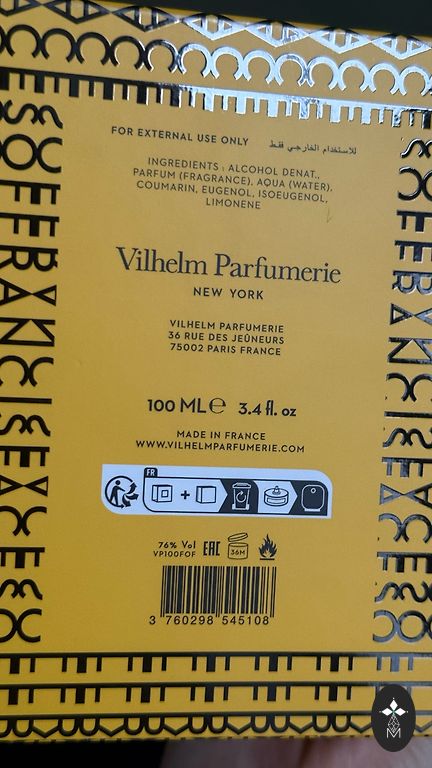 FOR EXTERNAL USE ONLY للاستخدام الخارجي فقط
INGREDIENTS : ALCOHOL DENAT.,
PARFUM (FRAGRANCE), AQUA (WATER),
COUMARIN, EUGENOL, ISOEUGENOL,
LIMONENE
Vilhelm Parfumerie
NEW YORK
VILHELM PARFUMERIE
36 RUE DES JEÛNEURS
75002 PARIS FRANCE
100 ML℮ 3.4 fl. oz
MADE IN FRANCE
WWW.VILHELMPARFUMERIE.COM
FR
76% Vol
VP100FOF EAC 36M
3 760298 545108
M